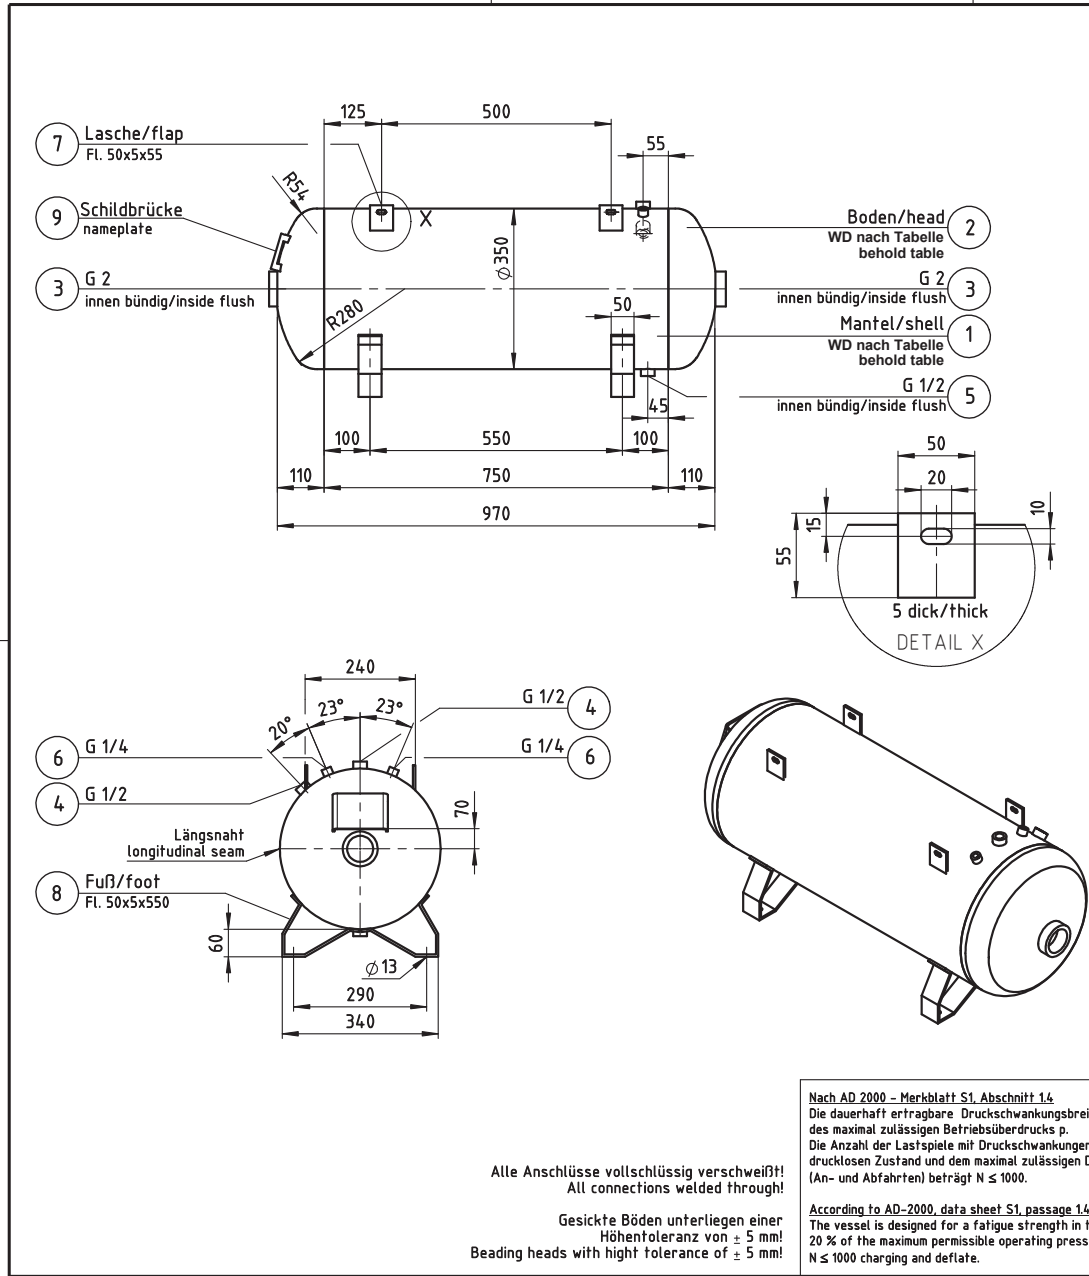 125
500
55
7
Lasche/flap
Fl. 50x5x55
R54
9
Schildbrücke
nameplate
X
Boden/head
2
WD nach Tabelle
behold table
ϕ350
3
G 2
innen bündig/inside flush
R280
50
G 2
3
innen bündig/inside flush
Mantel/shell
1
WD nach Tabelle
behold table
G 1/2
5
innen bündig/inside flush
45
100
550
100
110
750
110
970
50
20
15
10
55
5 dick/thick
DETAIL X
240
20°
23°
23°
G 1/2
4
6
G 1/4
G 1/4
6
4
G 1/2
70
Längsnaht
longitudinal seam
8
Fuß/foot
Fl. 50x5x550
60
ϕ13
290
340
Alle Anschlüsse vollschlüssig verschweißt!
All connections welded through!
Gesickte Böden unterliegen einer
Höhentoleranz von ± 5 mm!
Beading heads with hight tolerance of ± 5 mm!
Nach AD 2000 - Merkblatt S1, Abschnitt 1.4
Die dauerhaft ertragbare Druckschwankungsbrei
des maximal zulässigen Betriebsüberdrucks p.
Die Anzahl der Lastspiele mit Druckschwankungen
drucklosen Zustand und dem maximal zulässigen D
(An- und Abfahrten) beträgt N ≤ 1000.
According to AD-2000, data sheet S1, passage 1.4
The vessel is designed for a fatigue strength in t
20 % of the maximum permissible operating press
N ≤ 1000 charging and deflate.